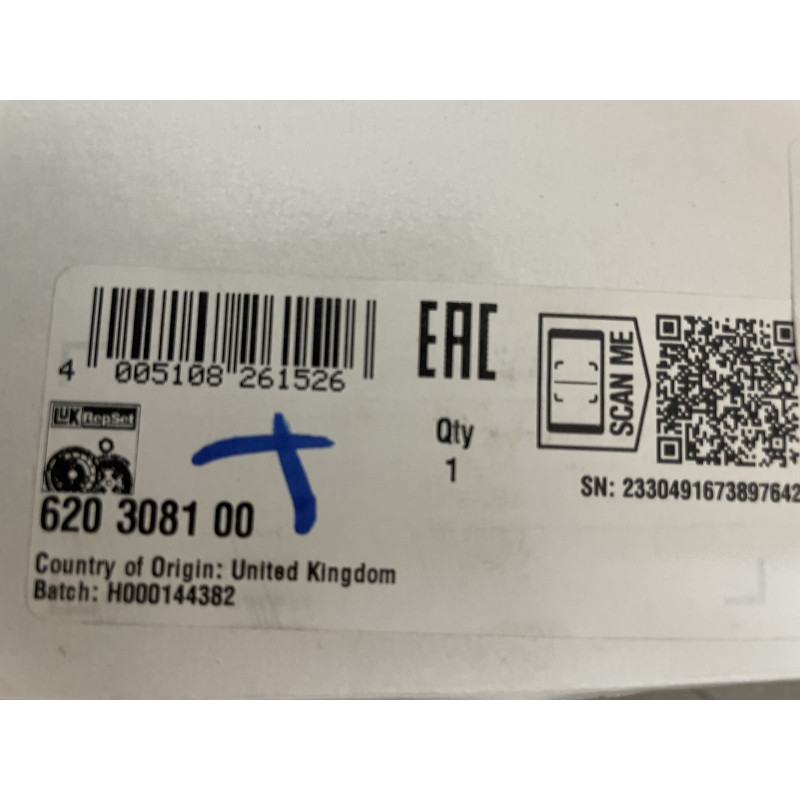 4 005108 261526
EAC
SCAN ME
LUK RepSet
Qty
1
SN: 2330491673897642
620 3081 00
Country of Origin: United Kingdom
Batch: H000144382